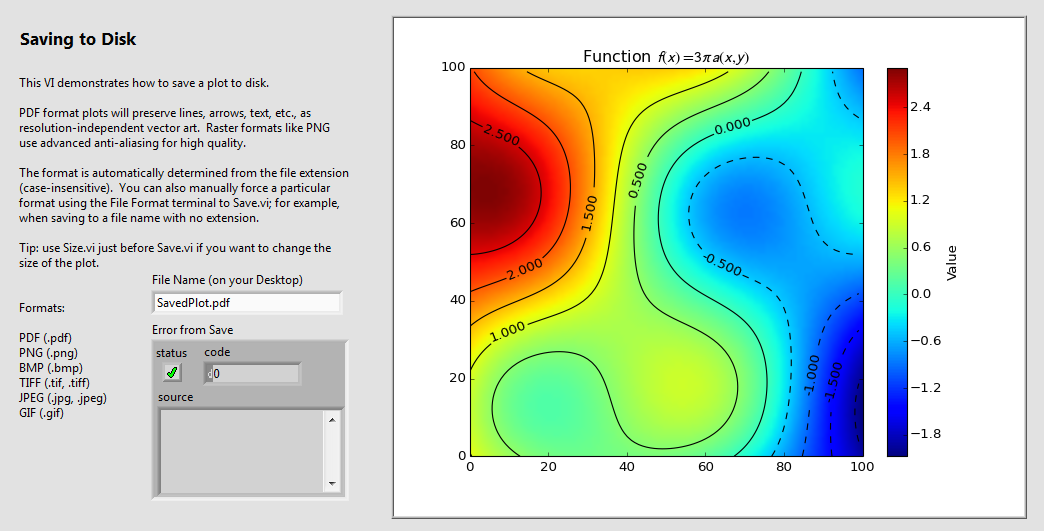 Saving to Disk
This VI demonstrates how to save a plot to disk.
PDF format plots will preserve lines, arrows, text, etc., as
resolution-independent vector art.  Raster formats like PNG
use advanced anti-aliasing for high quality.
The format is automatically determined from the file extension
(case-insensitive).  You can also manually force a particular
format using the File Format terminal to Save.vi; for example,
when saving to a file name with no extension.
Tip: use Size.vi just before Save.vi if you want to change the
size of the plot.
File Name (on your Desktop)
SavedPlot.pdf
Formats:
PDF (.pdf)
PNG (.png)
BMP (.bmp)
TIFF (.tif, .tiff)
JPEG (.jpg, .jpeg)
GIF (.gif)
Error from Save
status
code
d0
source
Function f(x)=3πa(x,y)
100
80
60
40
20
0
0
20
40
60
80
100
2.500
2.000
1.500
1.000
0.500
0.000
-0.500
-1.000
-1.500
2.4
1.8
1.2
0.6
0.0
−0.6
−1.2
−1.8
Value